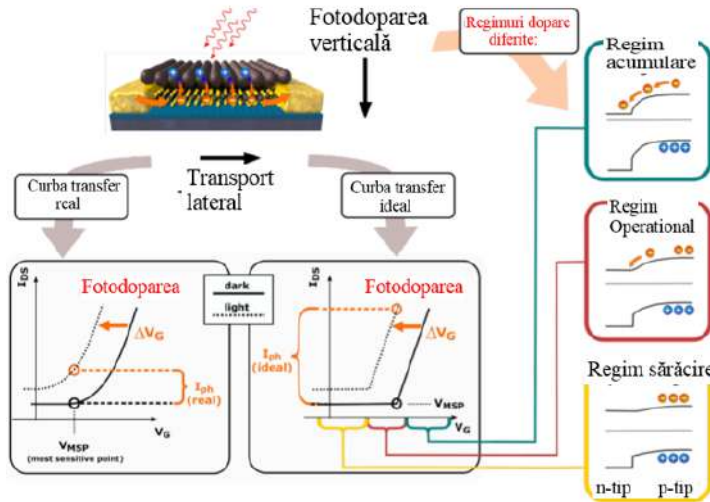 Fotodoparea
verticală
Regimuri dopare
diferite:
Regim
acumulare
Curba transfer
real
Transport
lateral
Curba transfer
ideal
Regim
Operational
I_DS
Fotodoparea
ΔV_G
I_ph
(real)
V_MSP
(most sensitive point)
V_G
dark
light
I_DS
Fotodoparea
ΔV_G
I_ph
(ideal)
V_MSP
V_G
Regim sărăcire
n-tip p-tip